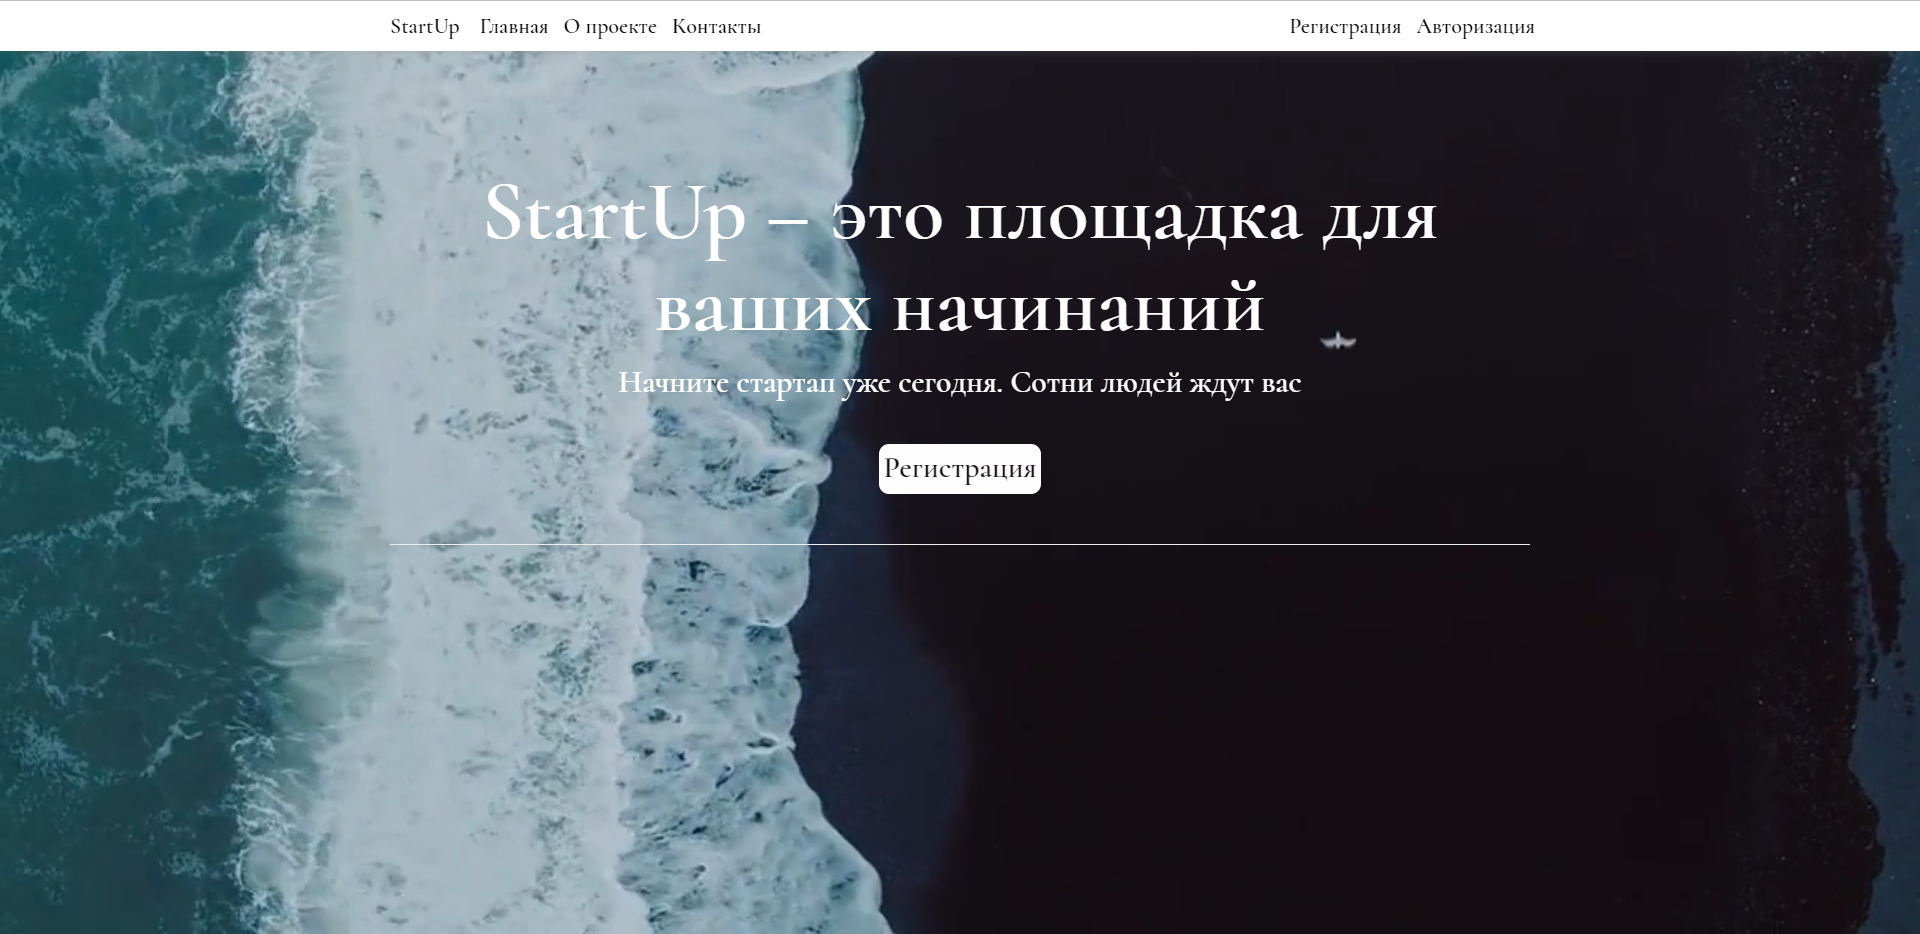 StartUp Главная О проекте Контакты Регистрация Авторизация
StartUp – это площадка для
ваших начинаний
Начните стартап уже сегодня. Сотни людей ждут вас
Регистрация